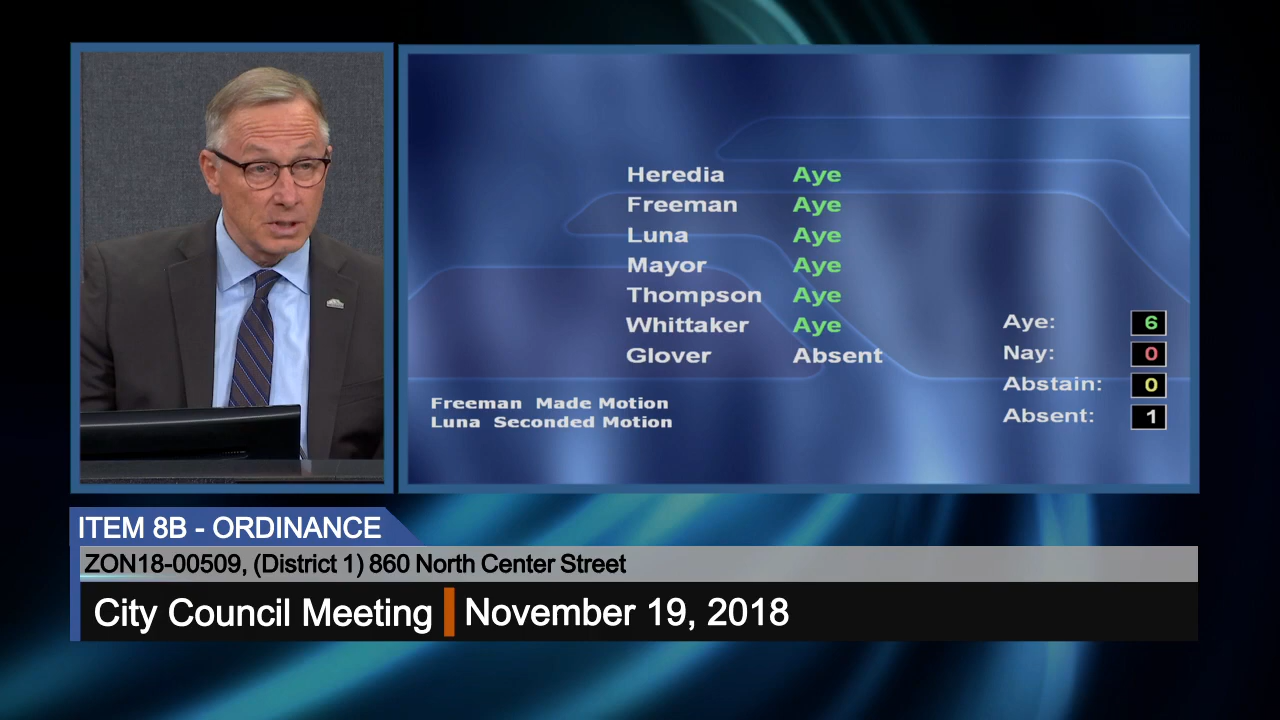 Heredia Aye
Freeman Aye
Luna Aye
Mayor Aye
Thompson Aye
Whittaker Aye
Glover Absent
Aye: 6
Nay: 0
Abstain: 0
Absent: 1
Freeman Made Motion
Luna Seconded Motion
ITEM 8B - ORDINANCE
ZON18-00509, (District 1) 860 North Center Street
City Council Meeting November 19, 2018